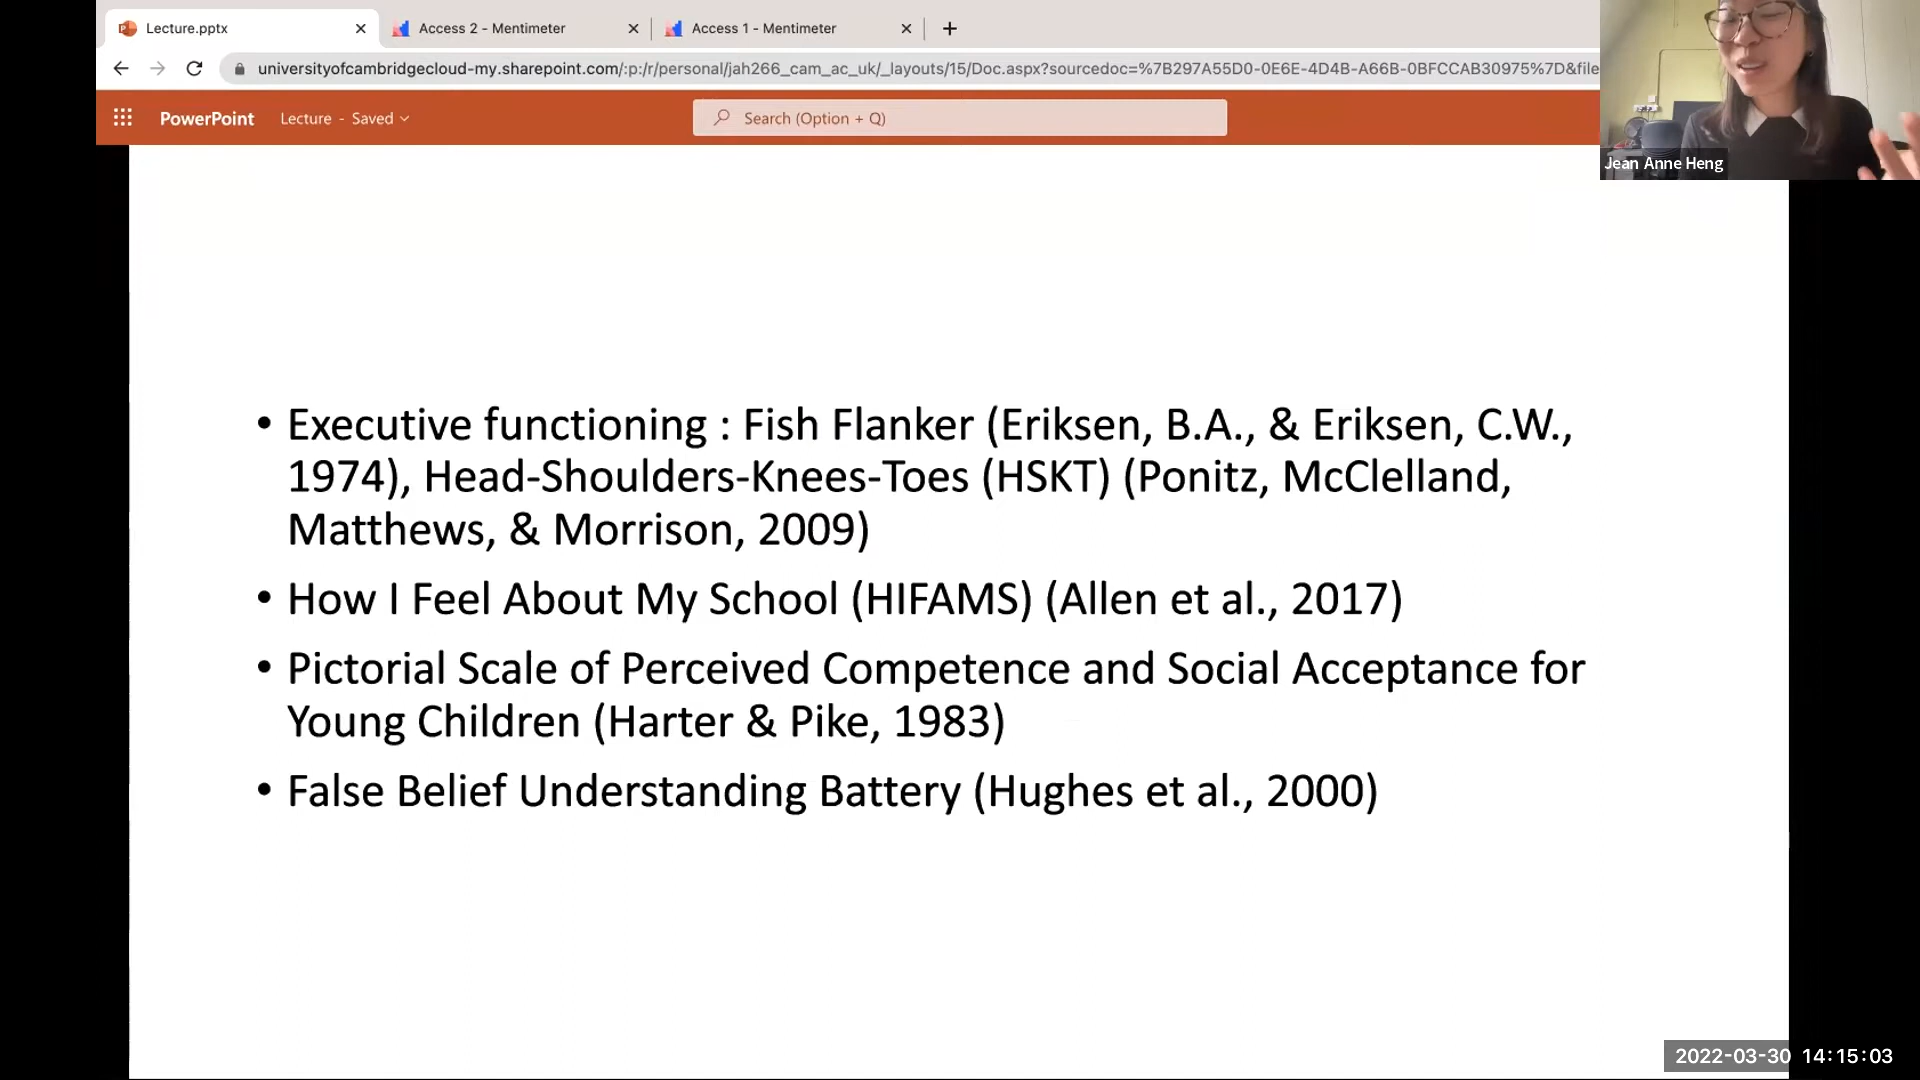 Lecture.pptx
Access 2 - Mentimeter
Access 1 - Mentimeter
universityofcambridgecloud-my.sharepoint.com/:p:/r/personal/jah266_cam_ac_uk/_layouts/15/Doc.aspx?sourcedoc=%7B297A55D0-0E6E-4D4B-A66B-0BFCCAB30975%7D&file
PowerPoint
Lecture - Saved
Search (Option + Q)
Jean Anne Heng
• Executive functioning : Fish Flanker (Eriksen, B.A., & Eriksen, C.W.,
1974), Head-Shoulders-Knees-Toes (HSKT) (Ponitz, McClelland,
Matthews, & Morrison, 2009)
• How I Feel About My School (HIFAMS) (Allen et al., 2017)
• Pictorial Scale of Perceived Competence and Social Acceptance for
Young Children (Harter & Pike, 1983)
• False Belief Understanding Battery (Hughes et al., 2000)
2022-03-30 14:15:03